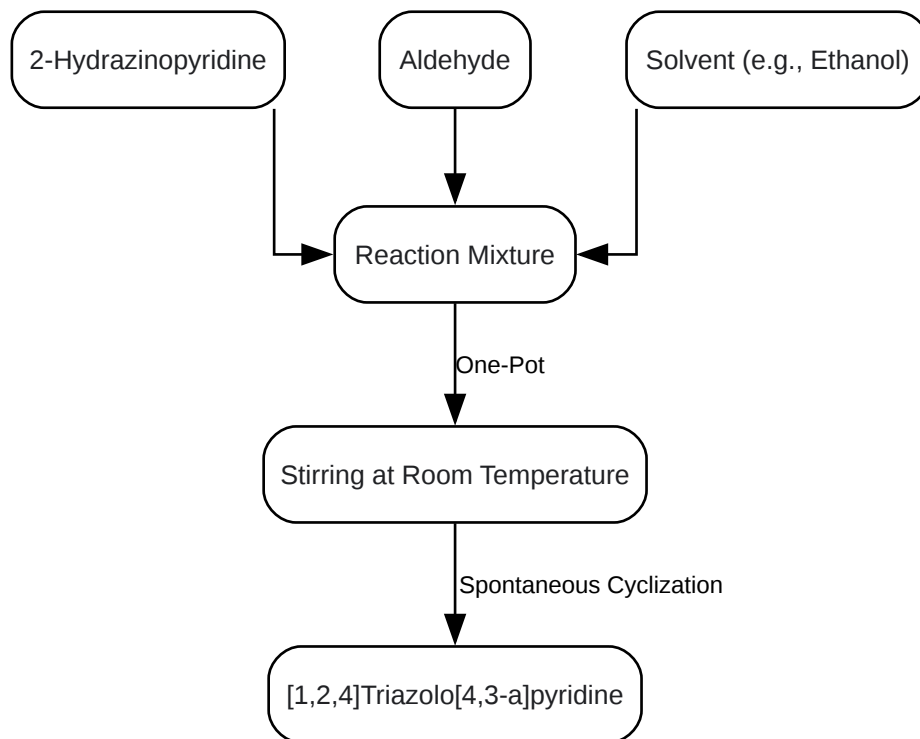 2-Hydrazinopyridine
Aldehyde
Solvent (e.g., Ethanol)
Reaction Mixture
One-Pot
Stirring at Room Temperature
Spontaneous Cyclization
[1,2,4]Triazolo[4,3-a]pyridine